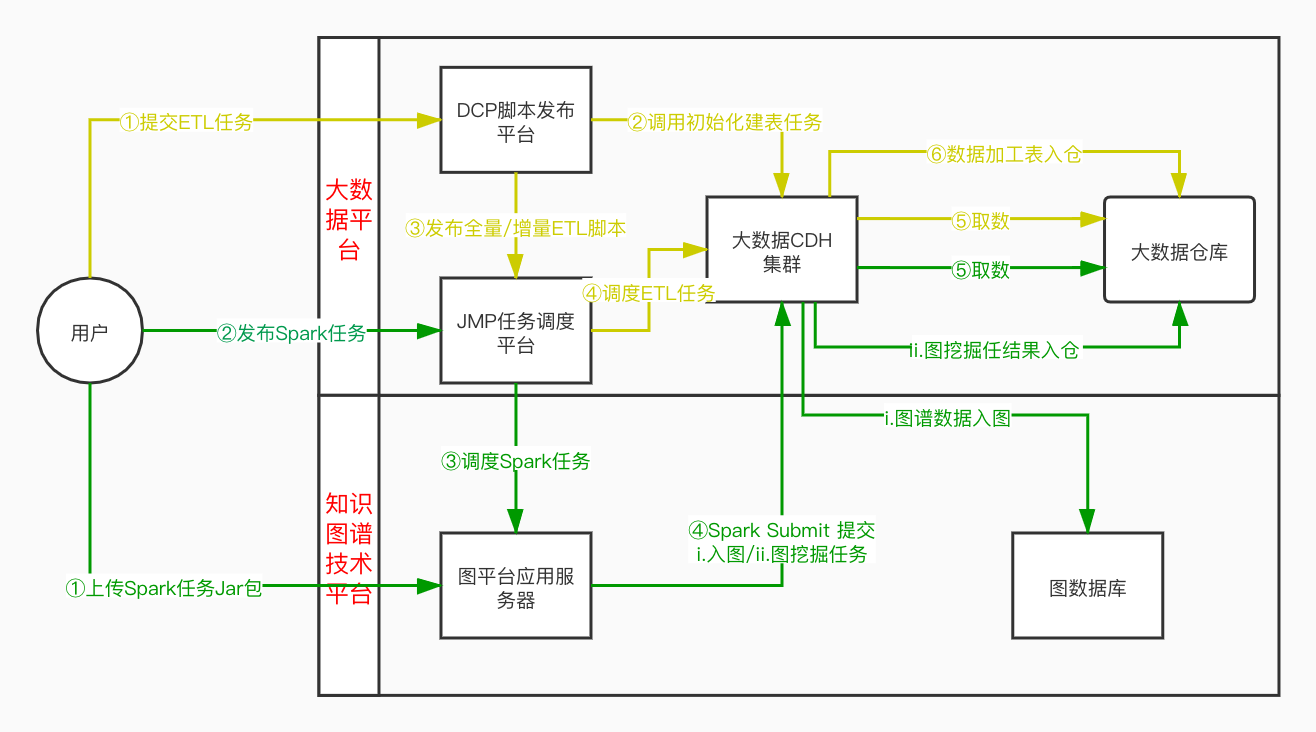 DCP脚本发布
平台
①提交ETL任务
②调用初始化建表任务
⑥数据加工表入仓
大数
据平
台
③发布全量/增量ETL脚本
⑤取数
大数据CDH
集群
大数据仓库
⑤取数
④调度ETL任务
用户
②发布Spark任务
JMP任务调度
平台
ii.图挖掘任结果入仓
i.图谱数据入图
③调度Spark任务
知识
图谱
技术
平台
④Spark Submit 提交
i.入图/ii.图挖掘任务
①上传Spark任务Jar包
图平台应用服
务器
图数据库